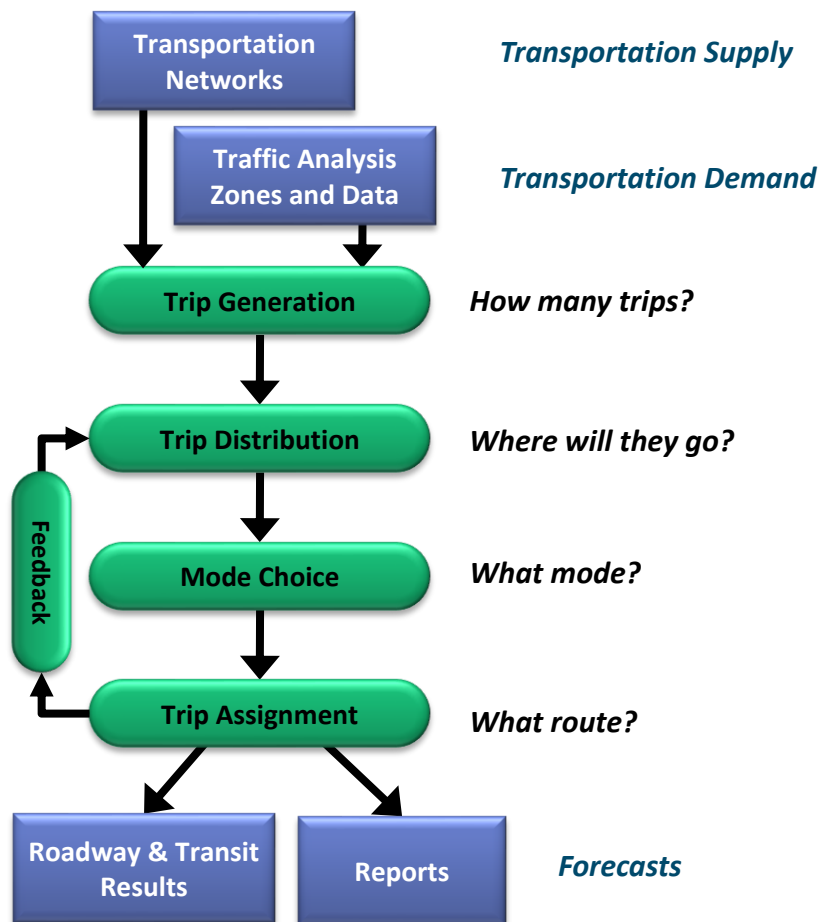 Transportation
Networks
Transportation Supply
Traffic Analysis
Zones and Data
Transportation Demand
Trip Generation
How many trips?
Trip Distribution
Where will they go?
Feedback
Mode Choice
What mode?
Trip Assignment
What route?
Roadway & Transit
Results
Reports
Forecasts